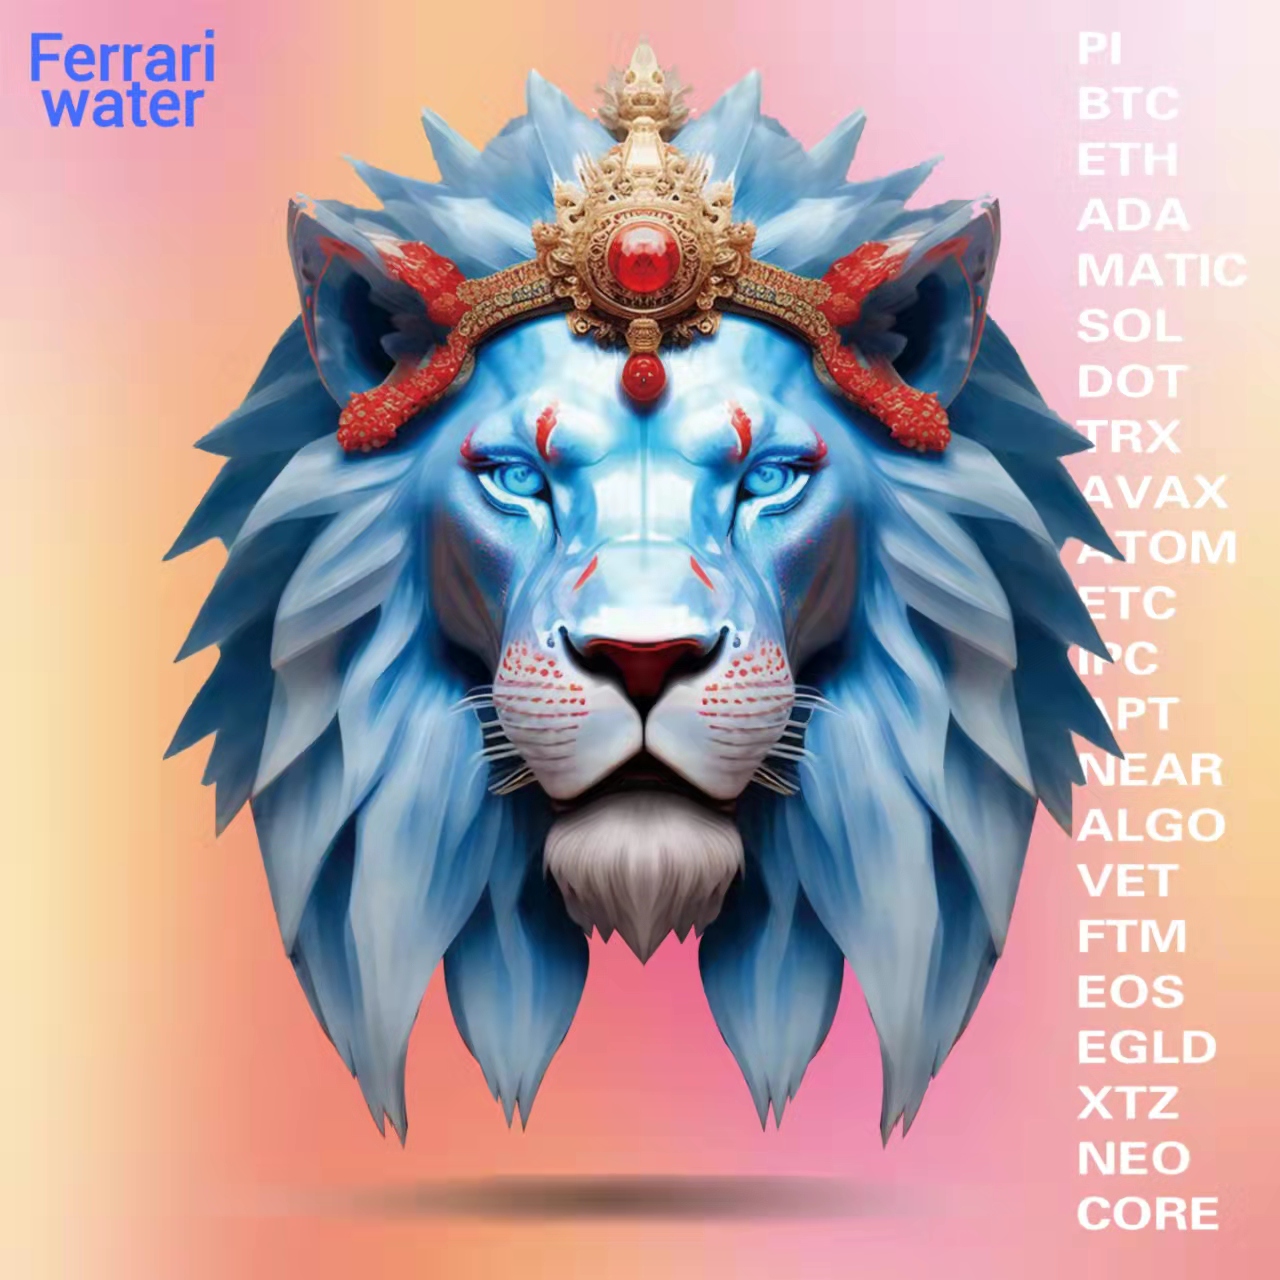 Ferrari
water
PI
BTC
ETH
ADA
MATIC
SOL
DOT
TRX
AVAX
ATOM
ETC
IPC
APT
NEAR
ALGO
VET
FTM
EOS
EGLD
XTZ
NEO
CORE